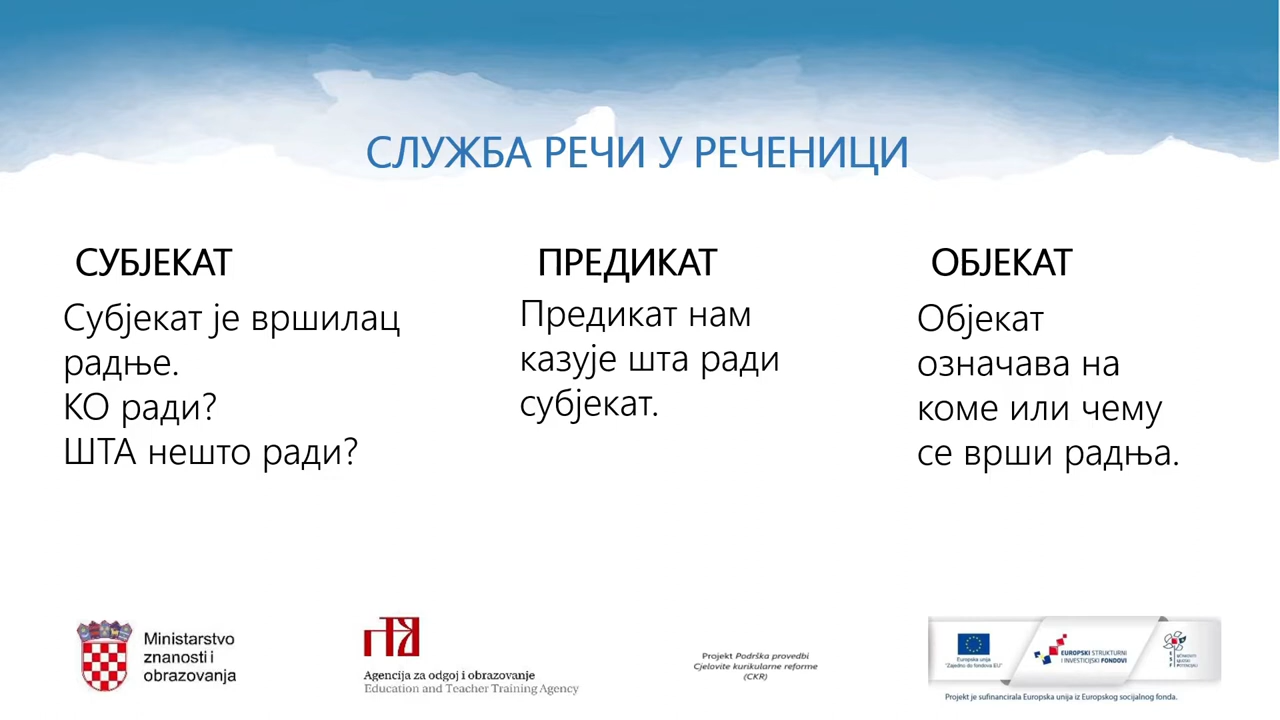 СЛУЖБА РЕЧИ У РЕЧЕНИЦИ
СУБЈЕКАТ
Субјекат је вршилац
радње.
КО ради?
ШТА нешто ради?
ПРЕДИКАТ
Предикат нам
казује шта ради
субјекат.
ОБЈЕКАТ
Објекат
означава на
коме или чему
се врши радња.
Ministarstvo
znanosti i
obrazovanja
Agencija za odgoj i obrazovanje
Education and Teacher Training Agency
Projekt Podrška provedbi
Cjelovite kurikularne reforme
(CKR)
Europska unija
"Zajedno do fondova EU"
EUROPSKI STRUKTURNI
I INVESTICIJSKI FONDOVI
Projekt je sufinancirala Europska unija iz Europskog socijalnog fonda.